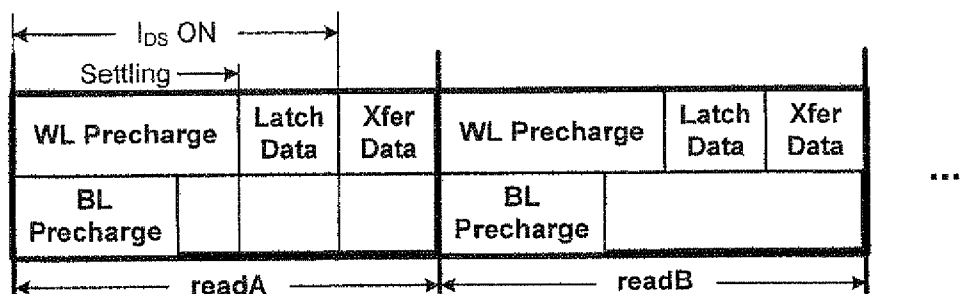 I_DS ON
Settling
WL Precharge
Latch Data
Xfer Data
WL Precharge
Latch Data
Xfer Data
BL Precharge
BL Precharge
...
readA
readB